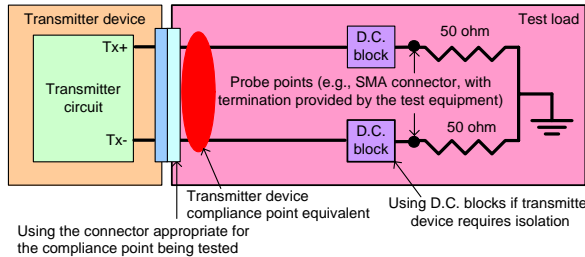 Transmitter device
Test load
Tx+
D.C.
block
50 ohm
Transmitter
circuit
Probe points (e.g., SMA connector, with
termination provided by the test equipment)
Tx-
D.C.
block
50 ohm
Transmitter device
compliance point equivalent
Using D.C. blocks if transmitte
device requires isolation
Using the connector appropriate for
the compliance point being tested